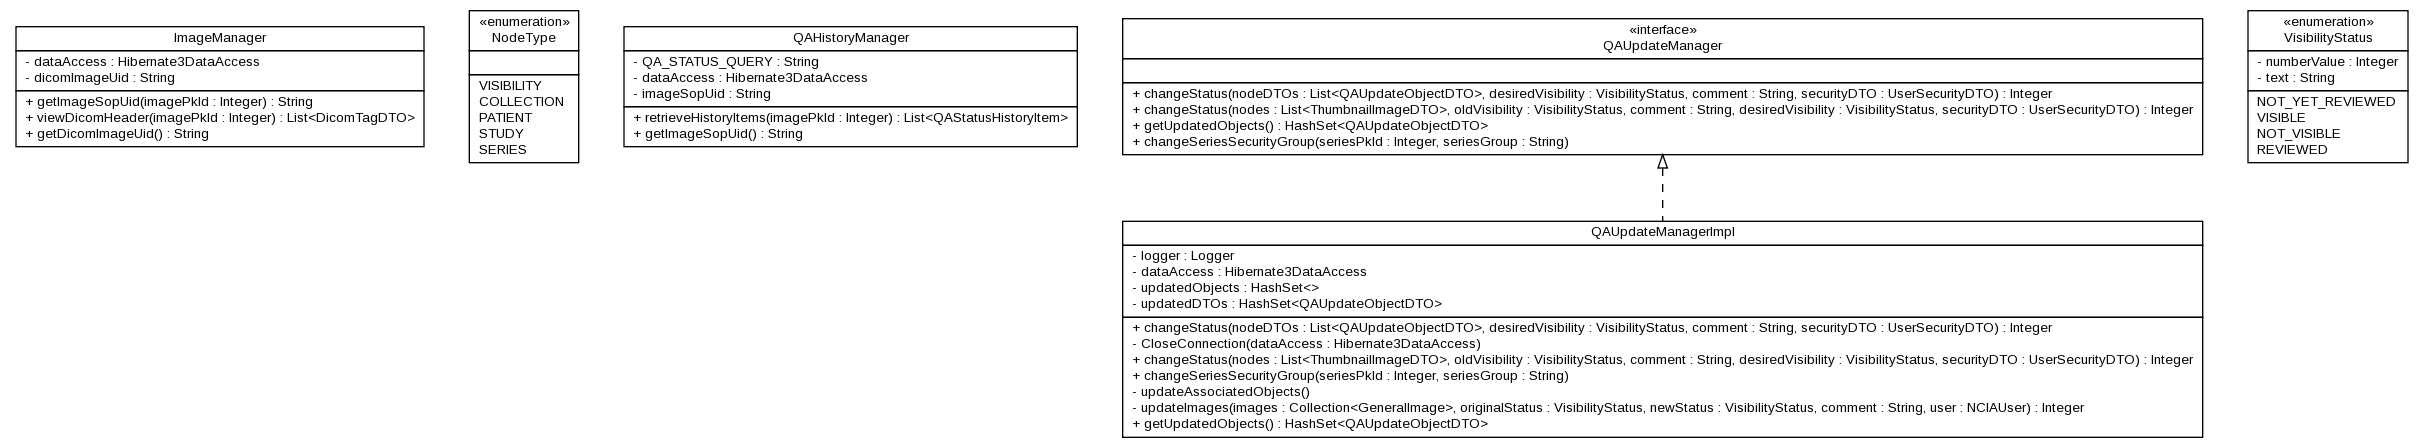 ImageManager
- dataAccess : Hibernate3DataAccess
- dicomImageUid : String
+ getImageSopUid(imagePkId : Integer) : String
+ viewDicomHeader(imagePkId : Integer) : List<DicomTagDTO>
+ getDicomImageUid() : String
«enumeration»
NodeType
VISIBILITY
COLLECTION
PATIENT
STUDY
SERIES
QAHistoryManager
- QA_STATUS_QUERY : String
- dataAccess : Hibernate3DataAccess
- imageSopUid : String
+ retrieveHistoryItems(imagePkId : Integer) : List<QAStatusHistoryItem>
+ getImageSopUid() : String
«interface»
QAUpdateManager
+ changeStatus(nodeDTOs : List<QAUpdateObjectDTO>, desiredVisibility : VisibilityStatus, comment : String, securityDTO : UserSecurityDTO) : Integer
+ changeStatus(nodes : List<ThumbnailImageDTO>, oldVisibility : VisibilityStatus, comment : String, desiredVisibility : VisibilityStatus, securityDTO : UserSecurityDTO) : Integer
+ getUpdatedObjects() : HashSet<QAUpdateObjectDTO>
+ changeSeriesSecurityGroup(seriesPkId : Integer, seriesGroup : String)
«enumeration»
VisibilityStatus
- numberValue : Integer
- text : String
NOT_YET_REVIEWED
VISIBLE
NOT_VISIBLE
REVIEWED
QAUpdateManagerImpl
- logger : Logger
- dataAccess : Hibernate3DataAccess
- updatedObjects : HashSet<>
- updatedDTOs : HashSet<QAUpdateObjectDTO>
+ changeStatus(nodeDTOs : List<QAUpdateObjectDTO>, desiredVisibility : VisibilityStatus, comment : String, securityDTO : UserSecurityDTO) : Integer
- CloseConnection(dataAccess : Hibernate3DataAccess)
+ changeStatus(nodes : List<ThumbnailImageDTO>, oldVisibility : VisibilityStatus, comment : String, desiredVisibility : VisibilityStatus, securityDTO : UserSecurityDTO) : Integer
+ changeSeriesSecurityGroup(seriesPkId : Integer, seriesGroup : String)
- updateAssociatedObjects()
- updateImages(images : Collection<GeneralImage>, originalStatus : VisibilityStatus, newStatus : VisibilityStatus, comment : String, user : NCIAUser) : Integer
+ getUpdatedObjects() : HashSet<QAUpdateObjectDTO>